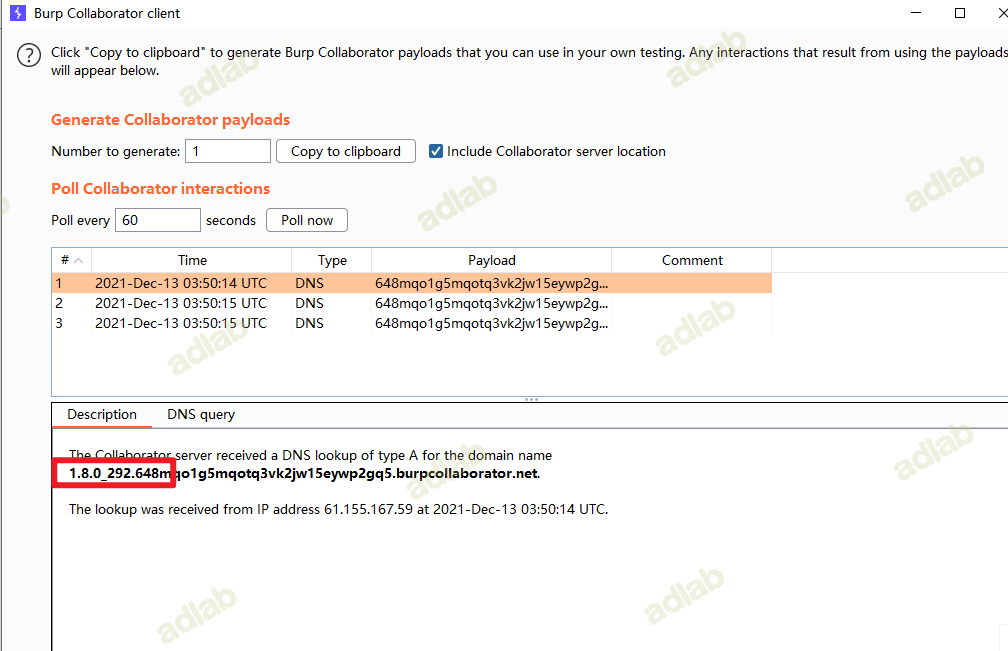 Burp Collaborator client
Click "Copy to clipboard" to generate Burp Collaborator payloads that you can use in your own testing. Any interactions that result from using the payloads
will appear below.
Generate Collaborator payloads
Number to generate: 1 Copy to clipboard Include Collaborator server location
Poll Collaborator interactions
Poll every 60 seconds Poll now
# Time Type Payload Comment
1 2021-Dec-13 03:50:14 UTC DNS 648mqo1g5mqotq3vk2jw15eywp2g...
2 2021-Dec-13 03:50:15 UTC DNS 648mqo1g5mqotq3vk2jw15eywp2g...
3 2021-Dec-13 03:50:15 UTC DNS 648mqo1g5mqotq3vk2jw15eywp2g...
Description DNS query
The Collaborator server received a DNS lookup of type A for the domain name
1.8.0_292.648mqo1g5mqotq3vk2jw15eywp2gq5.burpcollaborator.net.
The lookup was received from IP address 61.155.167.59 at 2021-Dec-13 03:50:14 UTC.
adlab
adlab
adlab
adlab
adlab
adlab
adlab
adlab
adlab
adlab